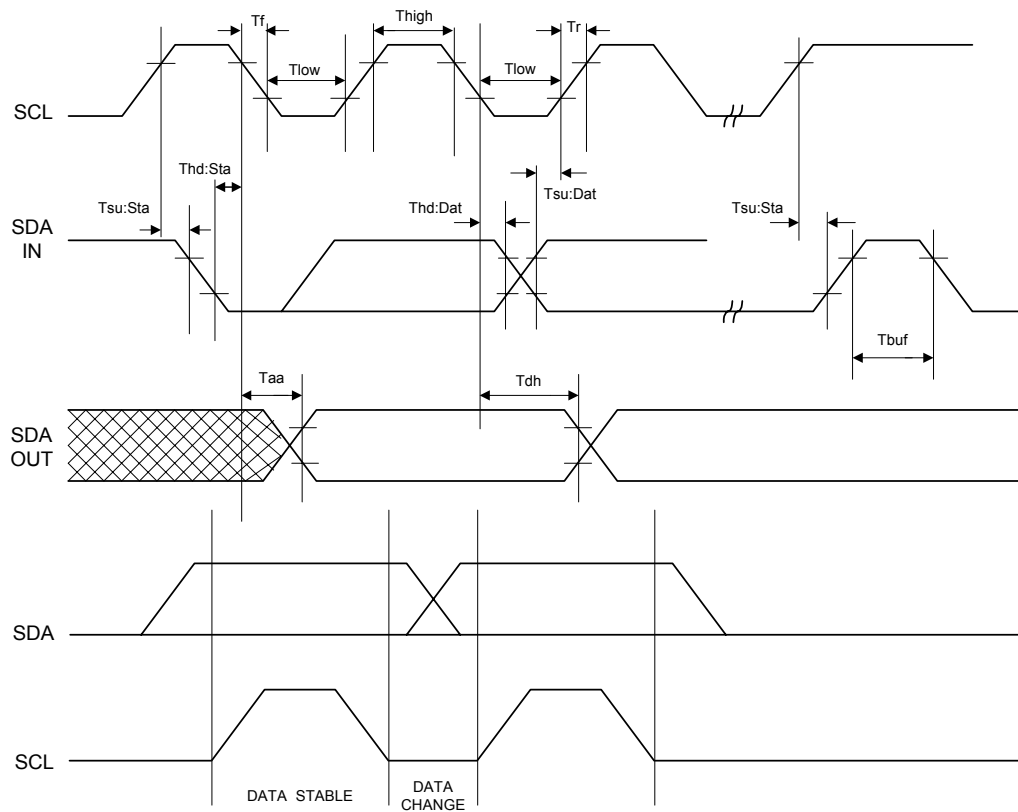 Tf
Thigh
Tr
Tlow
Tlow
SCL
Thd:Sta
Tsu:Sta
Thd:Dat
Tsu:Dat
Tsu:Sta
SDA
IN
Tbuf
Taa
Tdh
SDA
OUT
SDA
SCL
DATA STABLE
DATA
CHANGE